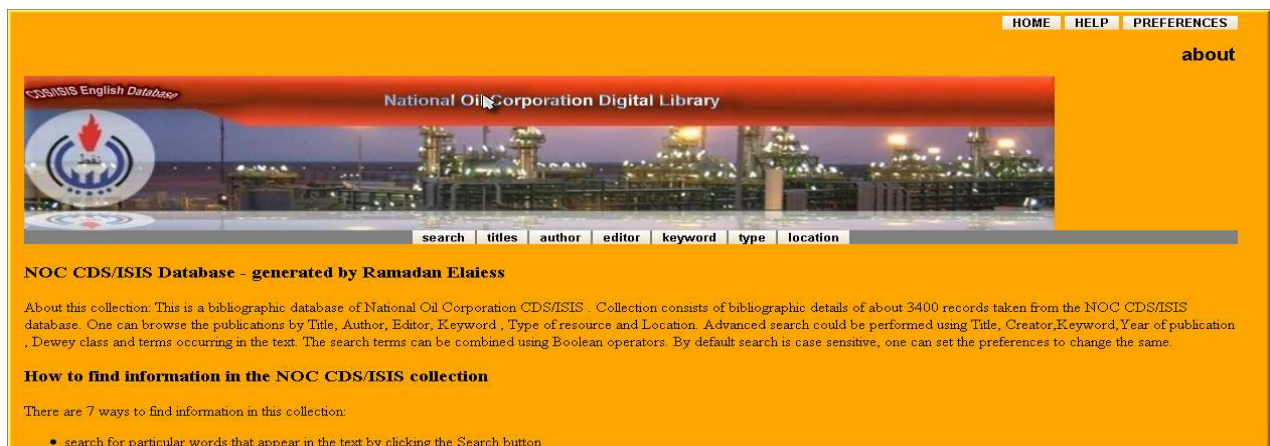 HOME HELP PREFERENCES
about
CDS/ISIS English Database
National Oil Corporation Digital Library
نفط
search titles author editor keyword type location
NOC CDS/ISIS Database - generated by Ramadan Elaiess
About this collection: This is a bibliographic database of National Oil Corporation CDS/ISIS . Collection consists of bibliographic details of about 3400 records taken from the NOC CDS/ISIS
database. One can browse the publications by Title, Author, Editor, Keyword , Type of resource and Location. Advanced search could be performed using Title, Creator,Keyword,Year of publication
, Dewey class and terms occurring in the text. The search terms can be combined using Boolean operators. By default search is case sensitive, one can set the preferences to change the same.
How to find information in the NOC CDS/ISIS collection
There are 7 ways to find information in this collection:
• search for particular words that appear in the text by clicking the Search button